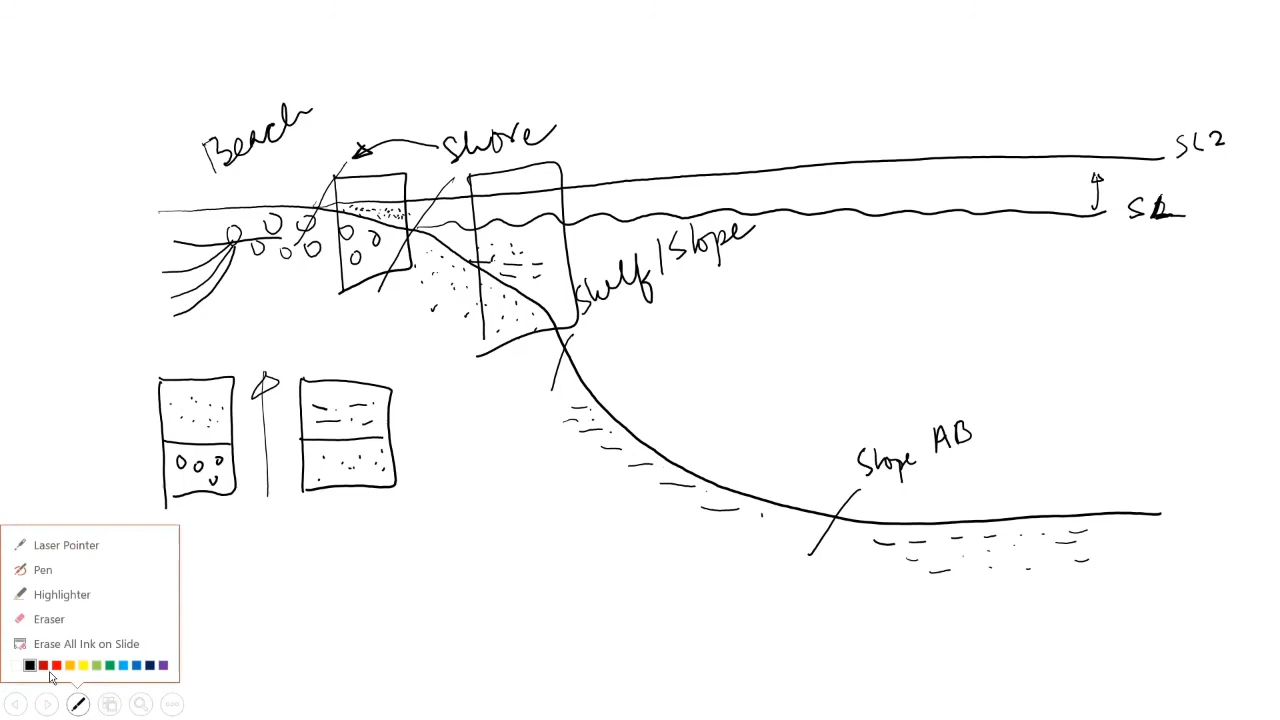 Beach
Shore
SL2
SL
Shelf/Slope
Slope AB
Laser Pointer
Pen
Highlighter
Eraser
Erase All Ink on Slide